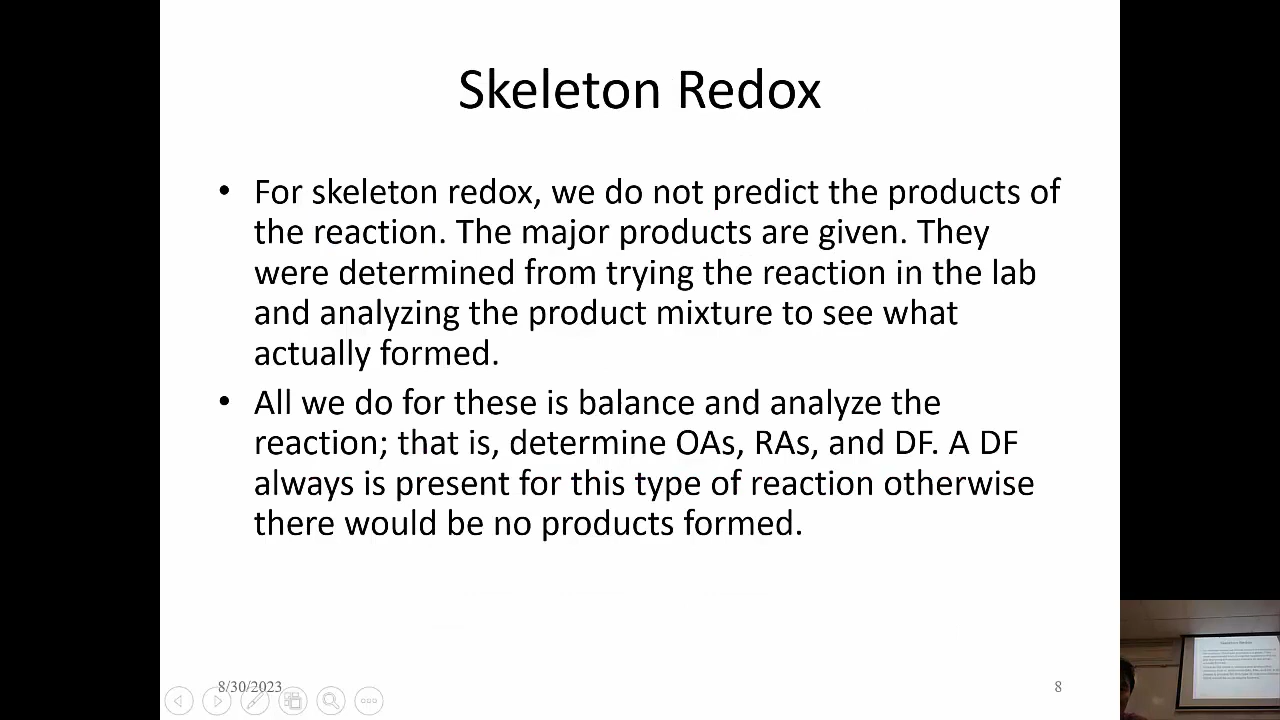 Skeleton Redox
• For skeleton redox, we do not predict the products of
the reaction. The major products are given. They
were determined from trying the reaction in the lab
and analyzing the product mixture to see what
actually formed.
• All we do for these is balance and analyze the
reaction; that is, determine OAs, RAs, and DF. A DF
always is present for this type of reaction otherwise
there would be no products formed.
8/30/2023
8
Skeleton Redox